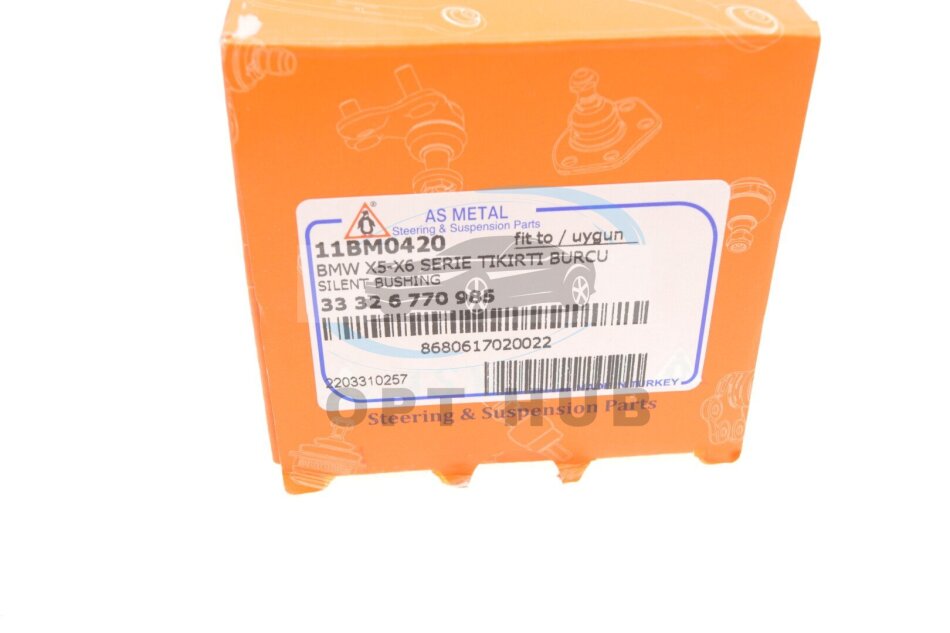 AS METAL
Steering & Suspension Parts
11BM0420
fit to / uygun
BMW X5-X6 SERIE TIKIRTI BURCU
SILENT BUSHING
33 32 6 770 985
8680617020022
2203310257
MADE IN TURKEY
OPT HUB
Steering & Suspension Parts